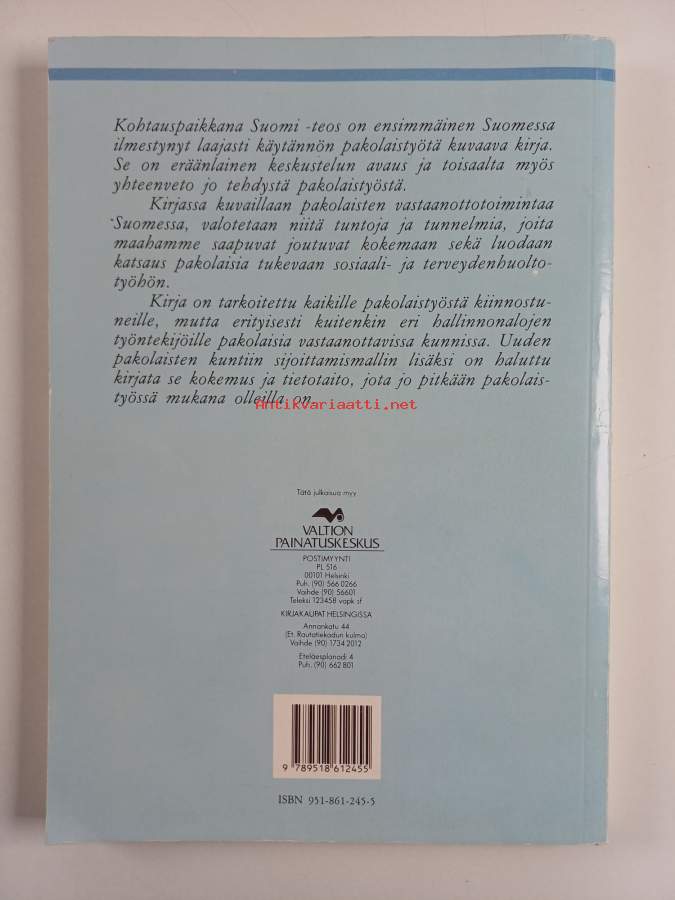 Kohtauspaikkana Suomi -teos on ensimmäinen Suomessa
ilmestynyt laajasti käytännön pakolaistyötä kuvaava kirja.
Se on eräänlainen keskustelun avaus ja toisaalta myös
yhteenveto jo tehdystä pakolaistyöstä.
Kirjassa kuvaillaan pakolaisten vastaanottotoimintaa
Suomessa, valotetaan niitä tuntoja ja tunnelmia, joita
maahamme saapuvat joutuvat kokemaan sekä luodaan
katsaus pakolaisia tukevaan sosiaali- ja terveydenhuolto-
työhön.
Kirja on tarkoitettu kaikille pakolaistyöstä kiinnostu-
neille, mutta erityisesti kuitenkin eri hallinnonalojen
työntekijöille pakolaisia vastaanottavissa kunnissa. Uuden
pakolaisten kuntiin sijoittamismallin lisäksi on haluttu
kirjata se kokemus ja tietotaito, jota jo pitkään pakolais-
työssä mukana olleilla on.
Antikvariaatti.net
Tätä julkaisua myy
VALTION
PAINATUSKESKUS
POSTIMYYNTI
PL 516
00101 Helsinki
Puh. (90) 566 0266
Vaihde (90) 56601
Teleksi 123458 vapk sf
KIRJAKAUPAT HELSINGISSA
Annankatu 44
(Et. Rautatiekadun kulma)
Vaihde (90) 1734 2012
Eteläesplanadi 4
Puh. (90) 662 801
9 789518 612455
ISBN 951-861-245-5